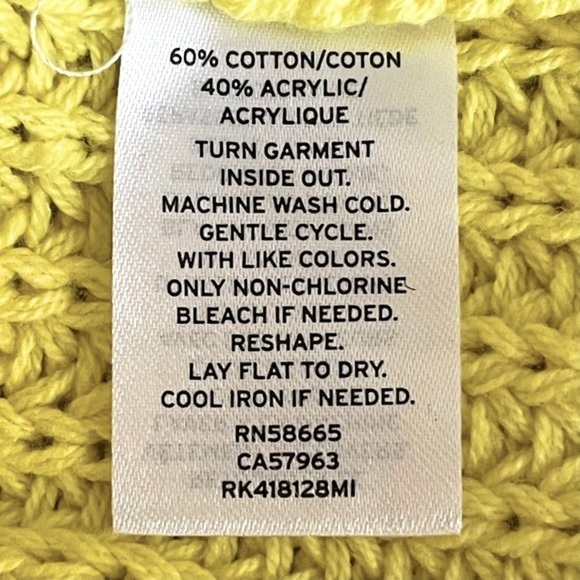 60% COTTON/COTON
40% ACRYLIC/
ACRYLIQUE
TURN GARMENT
INSIDE OUT.
MACHINE WASH COLD.
GENTLE CYCLE.
WITH LIKE COLORS.
ONLY NON-CHLORINE
BLEACH IF NEEDED.
RESHAPE.
LAY FLAT TO DRY.
COOL IRON IF NEEDED.
RN58665
CA57963
RK418128MI